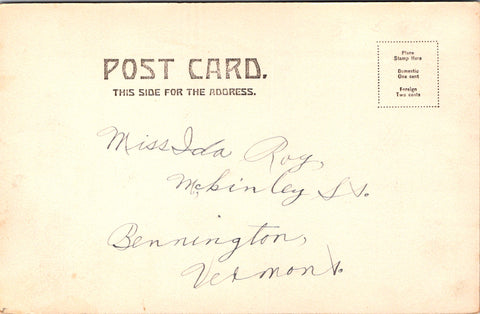 POST CARD.
THIS SIDE FOR THE ADDRESS.
Place
Stamp Here
Domestic
One cent
Foreign
Two cents
Miss Ida Roy,
McKinley St.
Bennington,
Vermont.